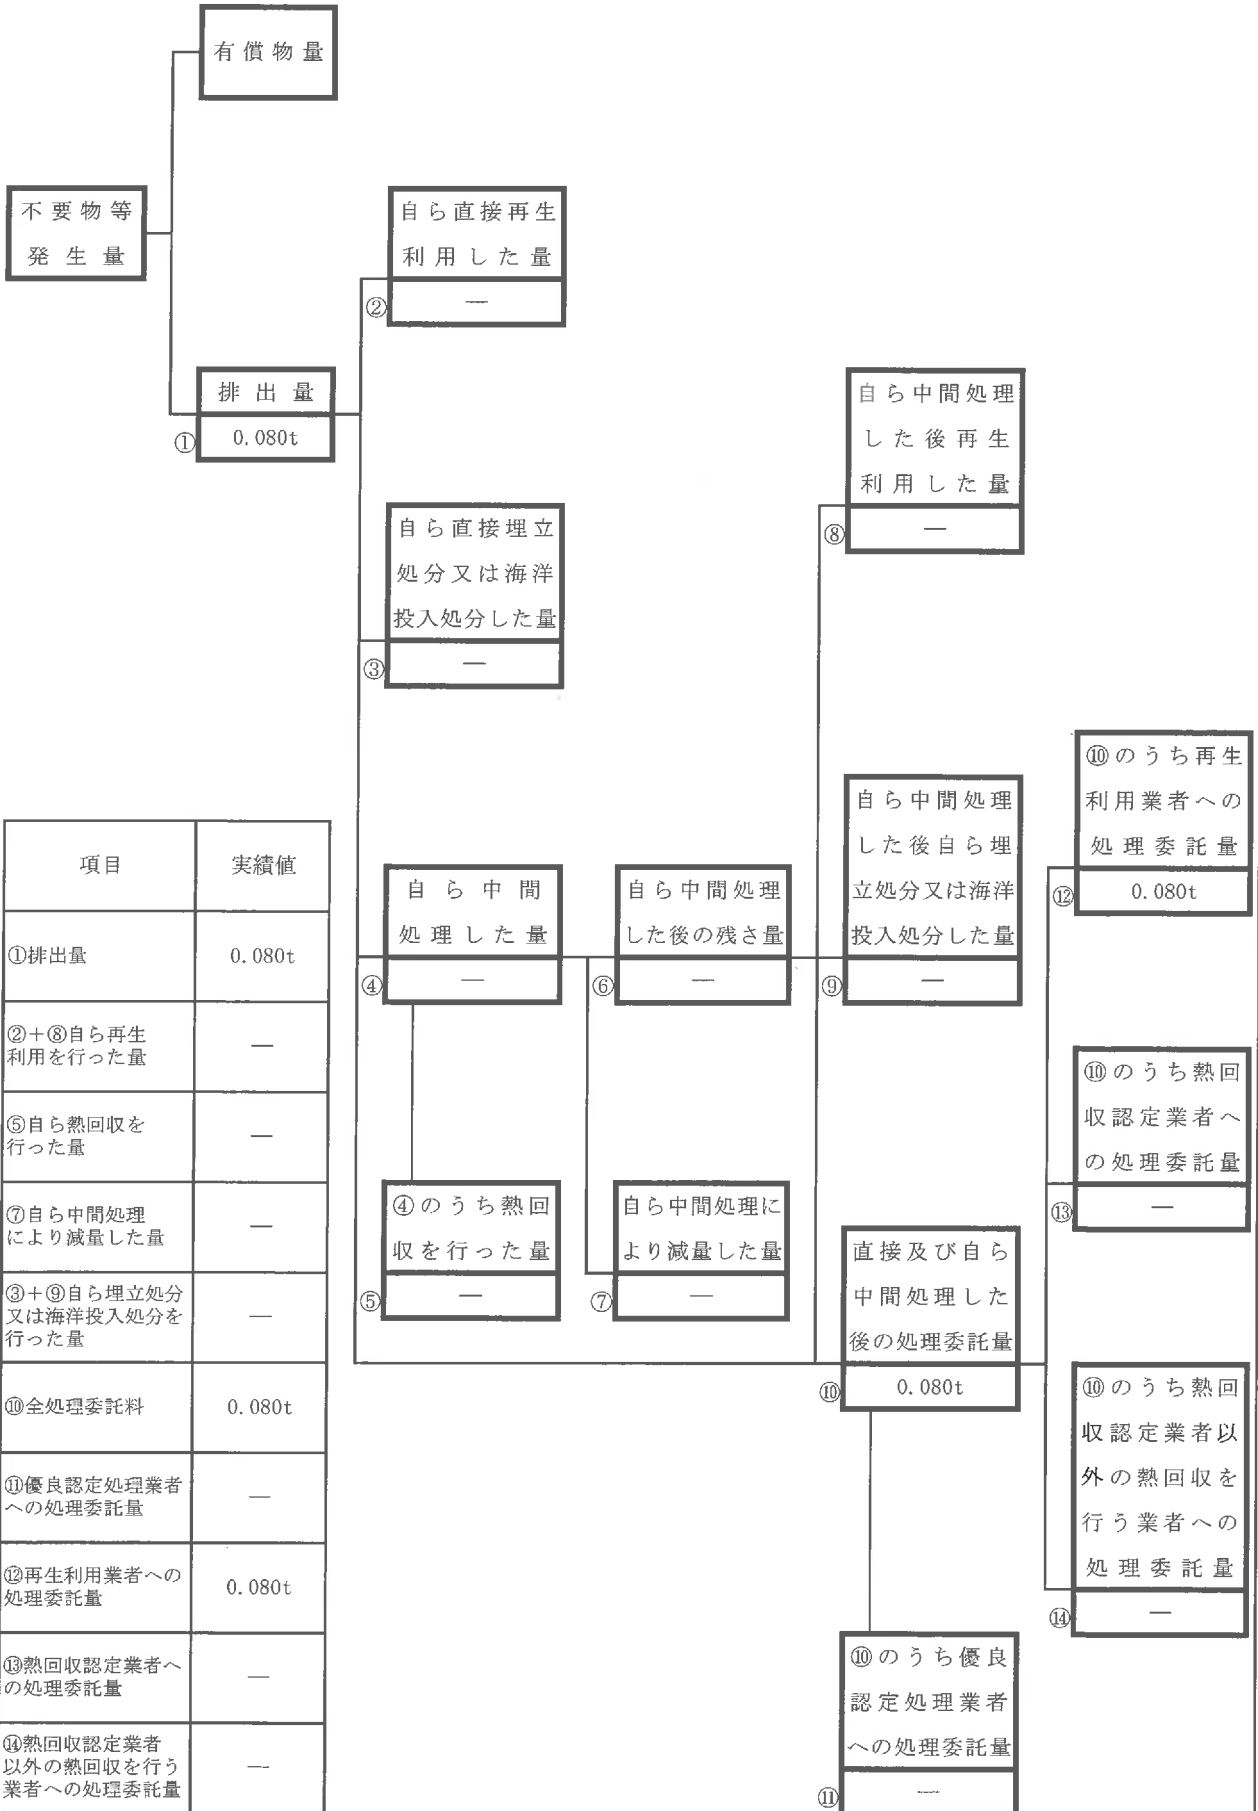 有償物量
不要物等
発生量
自ら直接再生
利用した量
②
—
排出量
①
0.080t
自ら中間処理
した後再生
利用した量
⑧
—
自ら直接埋立
処分又は海洋
投入処分した量
③
—
⑩のうち再生
利用業者への
処理委託量
⑫
0.080t
自ら中間処理
した後自ら埋
立処分又は海洋
投入処分した量
⑨
—
自ら中間
処理した量
④
—
自ら中間処理
した後の残さ量
⑥
—
⑩のうち熱回
収認定業者へ
の処理委託量
⑬
—
④のうち熱回
収を行った量
⑤
—
自ら中間処理に
より減量した量
⑦
—
直接及び自ら
中間処理した
後の処理委託量
⑩
0.080t
⑩のうち熱回
収認定業者以
外の熱回収を
行う業者への
処理委託量
⑭
—
⑩のうち優良
認定処理業者
への処理委託量
⑪
—
項目 実績値
①排出量 0.080t
②+⑧自ら再生
利用を行った量 —
⑤自ら熱回収を
行った量 —
⑦自ら中間処理
により減量した量 —
③+⑨自ら埋立処分
又は海洋投入処分を
行った量 —
⑩全処理委託料 0.080t
⑪優良認定処理業者
への処理委託量 —
⑫再生利用業者への
処理委託量 0.080t
⑬熱回収認定業者へ
の処理委託量 —
⑭熱回収認定業者
以外の熱回収を行う
業者への処理委託量 —